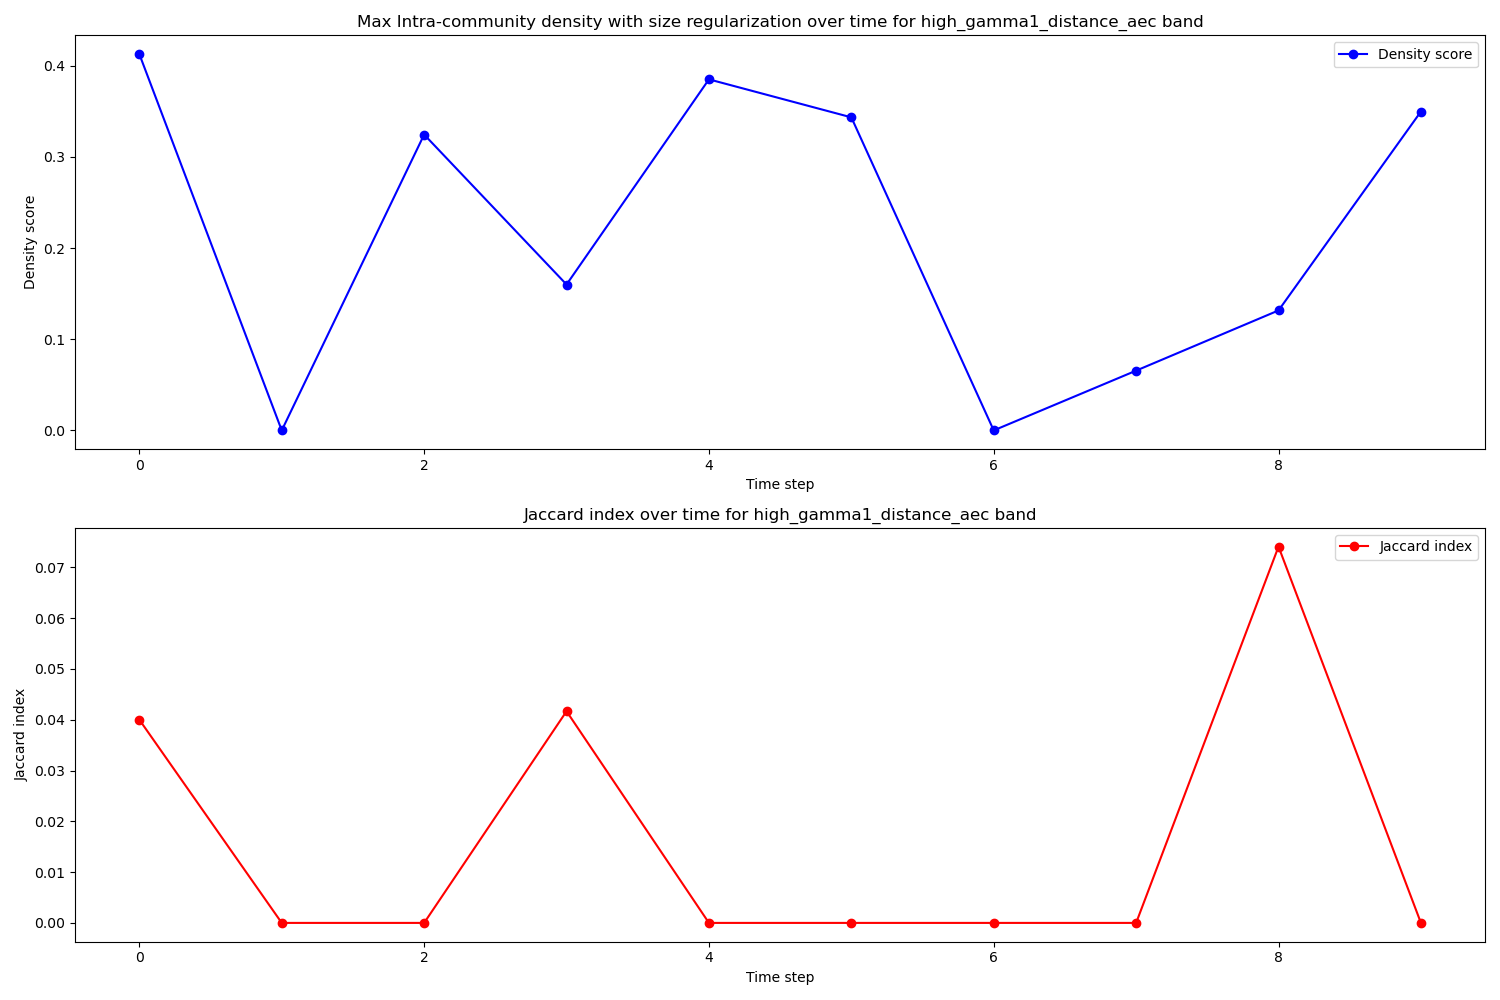 Max Intra-community density with size regularization over time for high_gamma1_distance_aec band
Density score
0.4
0.3
0.2
0.1
0.0
Density score
0 2 4 6 8
Time step
Jaccard index over time for high_gamma1_distance_aec band
Jaccard index
0.07
0.06
0.05
0.04
0.03
0.02
0.01
0.00
Jaccard index
0 2 4 6 8
Time step